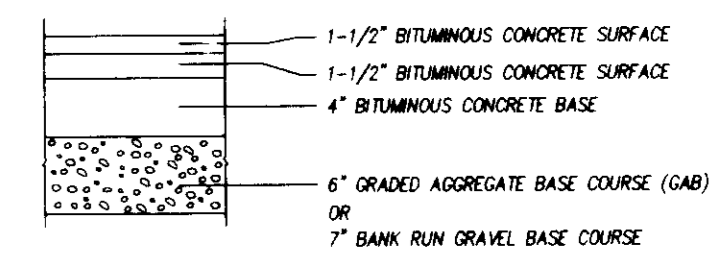 1-1/2" BITUMINOUS CONCRETE SURFACE
1-1/2" BITUMINOUS CONCRETE SURFACE
4" BITUMINOUS CONCRETE BASE
6" GRADED AGGREGATE BASE COURSE (GAB)
OR
7" BANK RUN GRAVEL BASE COURSE